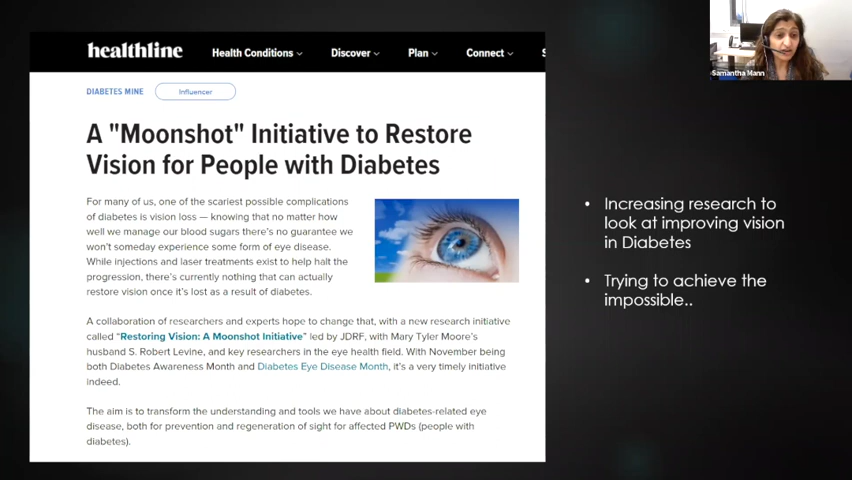 healthline
Health Conditions
Discover
Plan
Connect
S
Samantha Mann
DIABETES MINE
Influencer
A "Moonshot" Initiative to Restore
Vision for People with Diabetes
For many of us, one of the scariest possible complications
of diabetes is vision loss — knowing that no matter how
well we manage our blood sugars there's no guarantee we
won't someday experience some form of eye disease.
While injections and laser treatments exist to help halt the
progression, there's currently nothing that can actually
restore vision once it's lost as a result of diabetes.
A collaboration of researchers and experts hope to change that, with a new research initiative
called "Restoring Vision: A Moonshot Initiative" led by JDRF, with Mary Tyler Moore's
husband S. Robert Levine, and key researchers in the eye health field. With November being
both Diabetes Awareness Month and Diabetes Eye Disease Month, it's a very timely initiative
indeed.
The aim is to transform the understanding and tools we have about diabetes-related eye
disease, both for prevention and regeneration of sight for affected PWDs (people with
diabetes).
• Increasing research to
look at improving vision
in Diabetes
• Trying to achieve the
impossible..